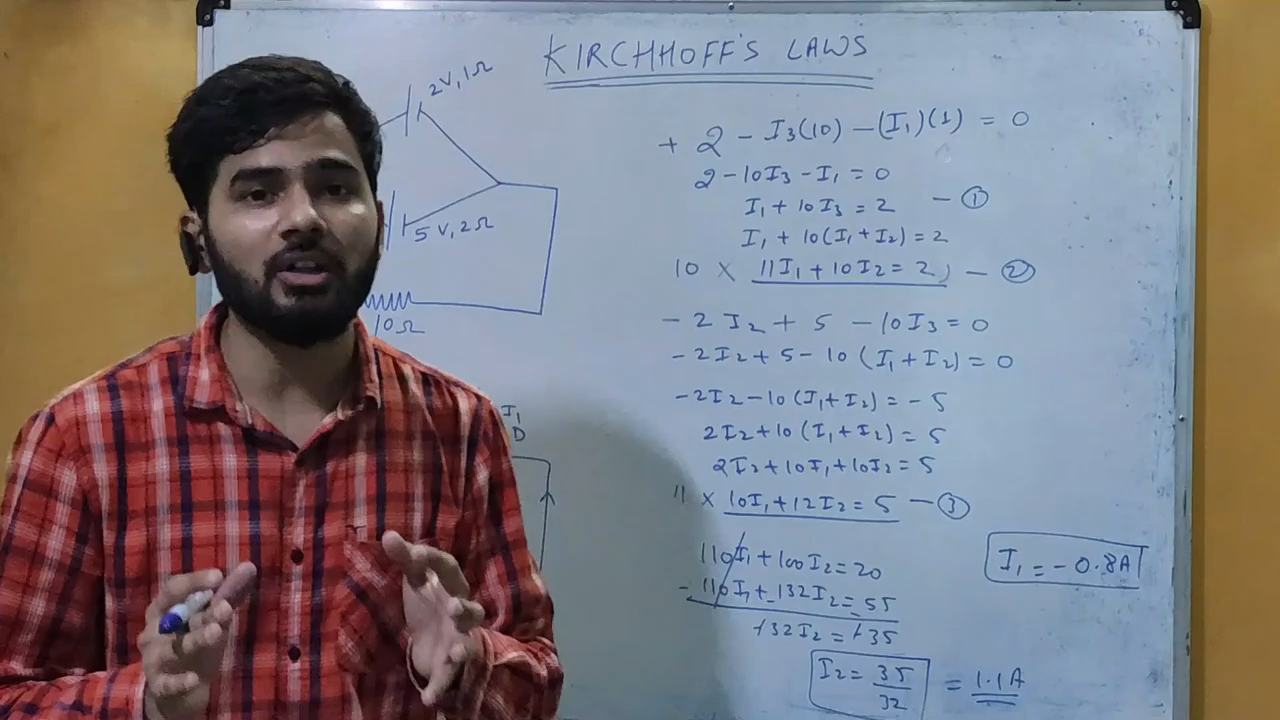 KIRCHHOFF'S LAWS
2V, 1Ω
5V, 2Ω
10Ω
I₁
D
+ 2 - I₃(10) - (I₁)(1) = 0
2 - 10I₃ - I₁ = 0
I₁ + 10I₃ = 2 - ①
I₁ + 10(I₁ + I₂) = 2
10 × 11I₁ + 10I₂ = 2 - ②
- 2I₂ + 5 - 10I₃ = 0
- 2I₂ + 5 - 10(I₁ + I₂) = 0
- 2I₂ - 10(I₁ + I₂) = - 5
2I₂ + 10(I₁ + I₂) = 5
2I₂ + 10I₁ + 10I₂ = 5
11 × 10I₁ + 12I₂ = 5 - ③
110I₁ + 100I₂ = 20
- 110I₁ + 132I₂ = 55
+32I₂ = +35
I₂ = 35/32 = 1.1A
I₁ = - 0.8A